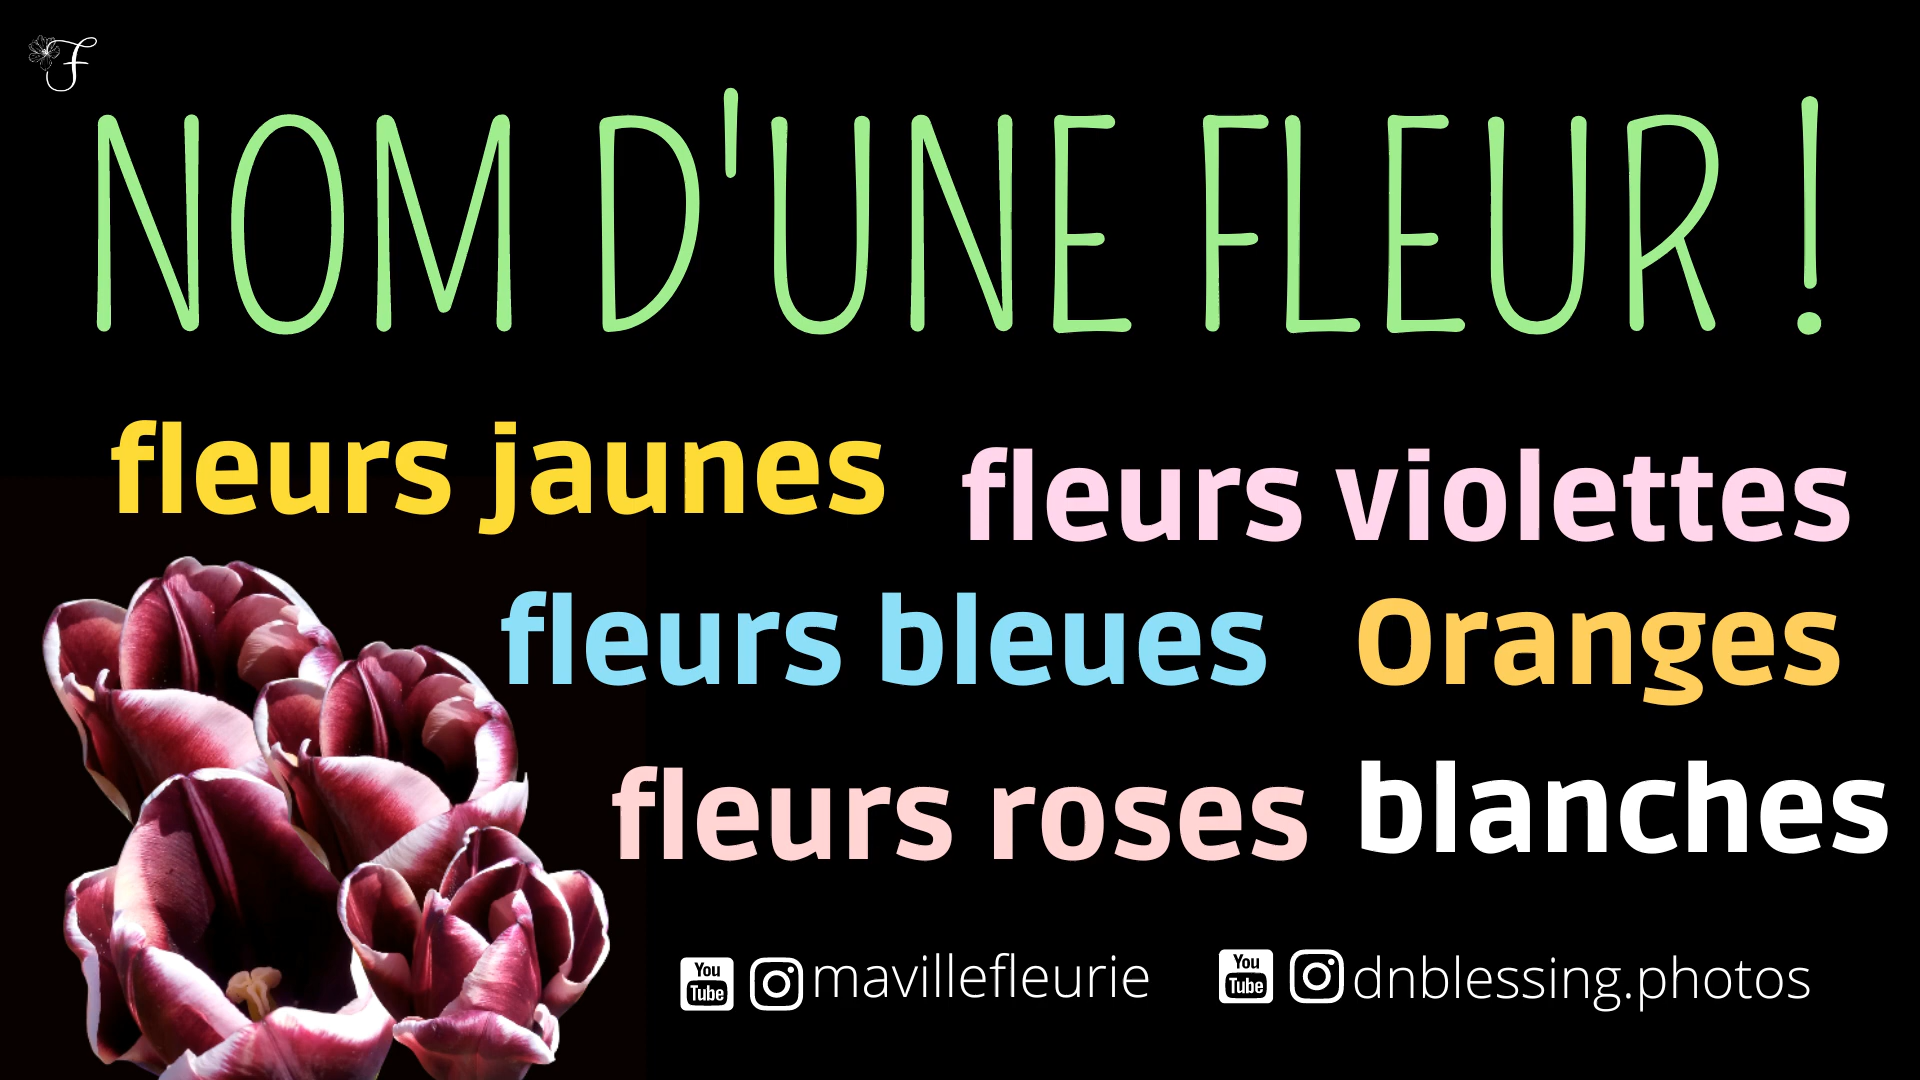 F
NOM D'UNE FLEUR !
fleurs jaunes
fleurs violettes
fleurs bleues
Oranges
fleurs roses
blanches
You Tube mavillefleurie
You Tube dnblessing.photos